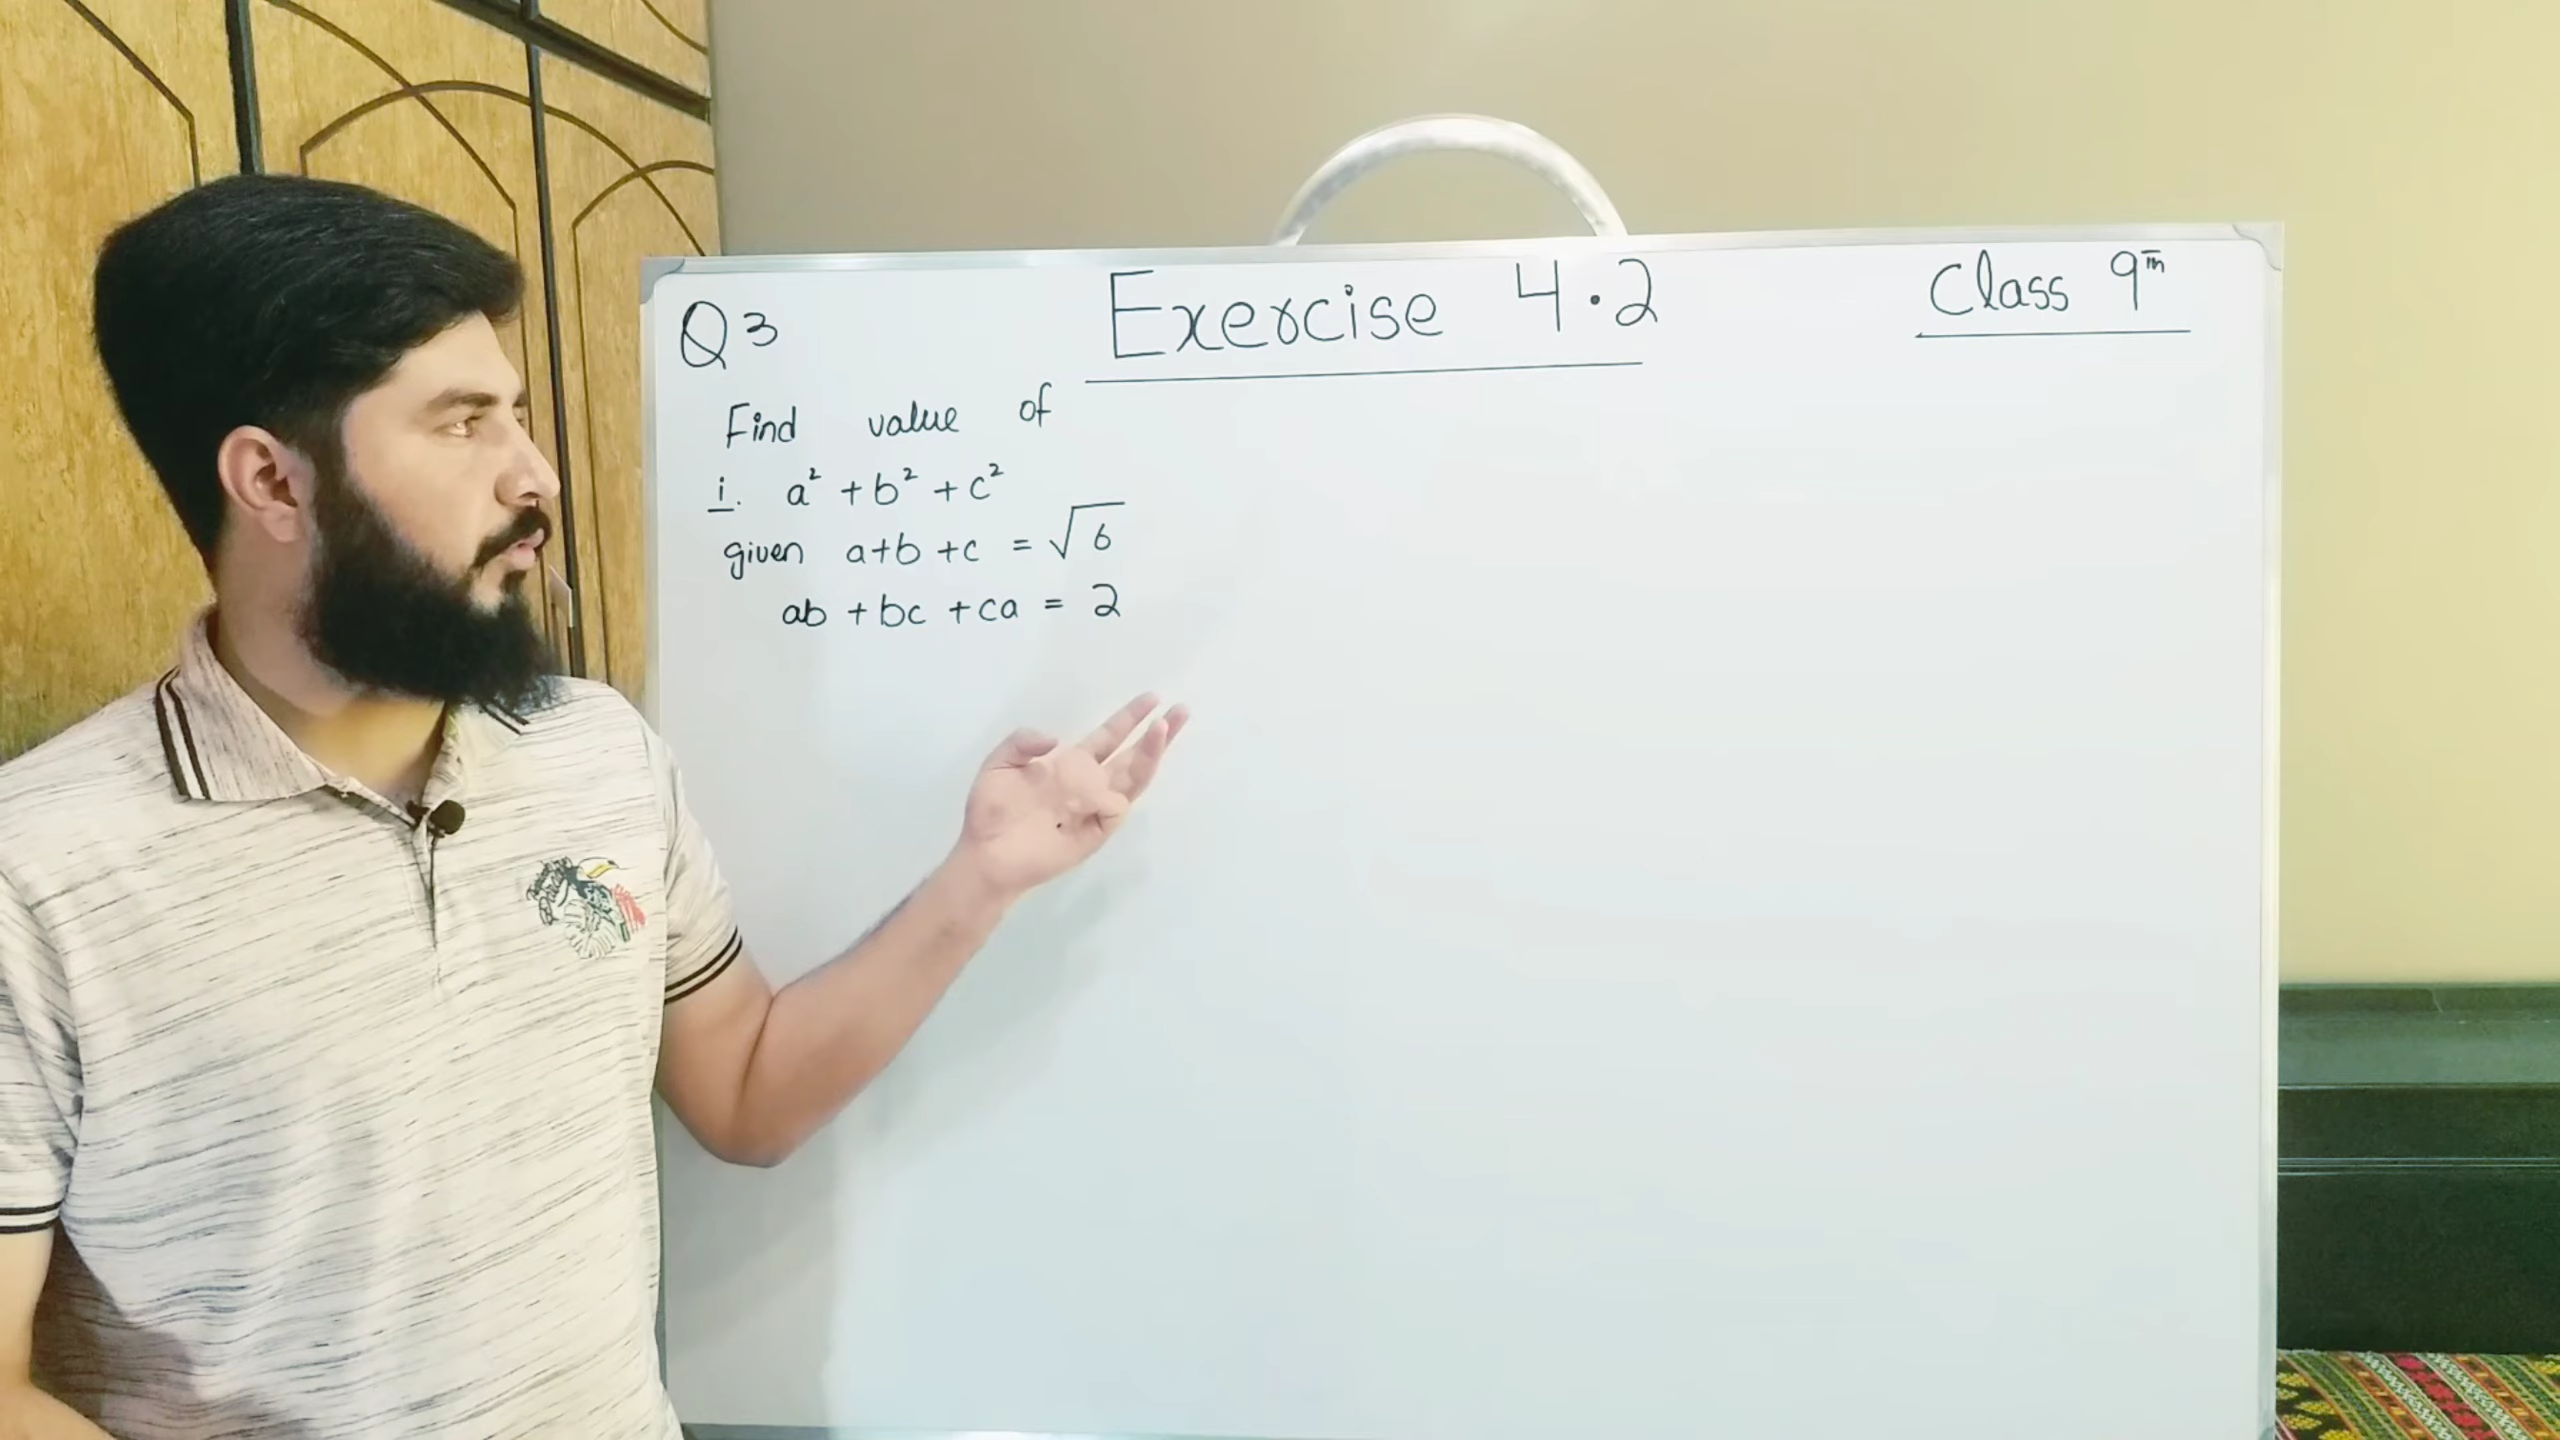 Exercise 4.2
Class 9th
Q3
Find value of
i. a² + b² + c²
given a+b+c = √6
ab + bc + ca = 2